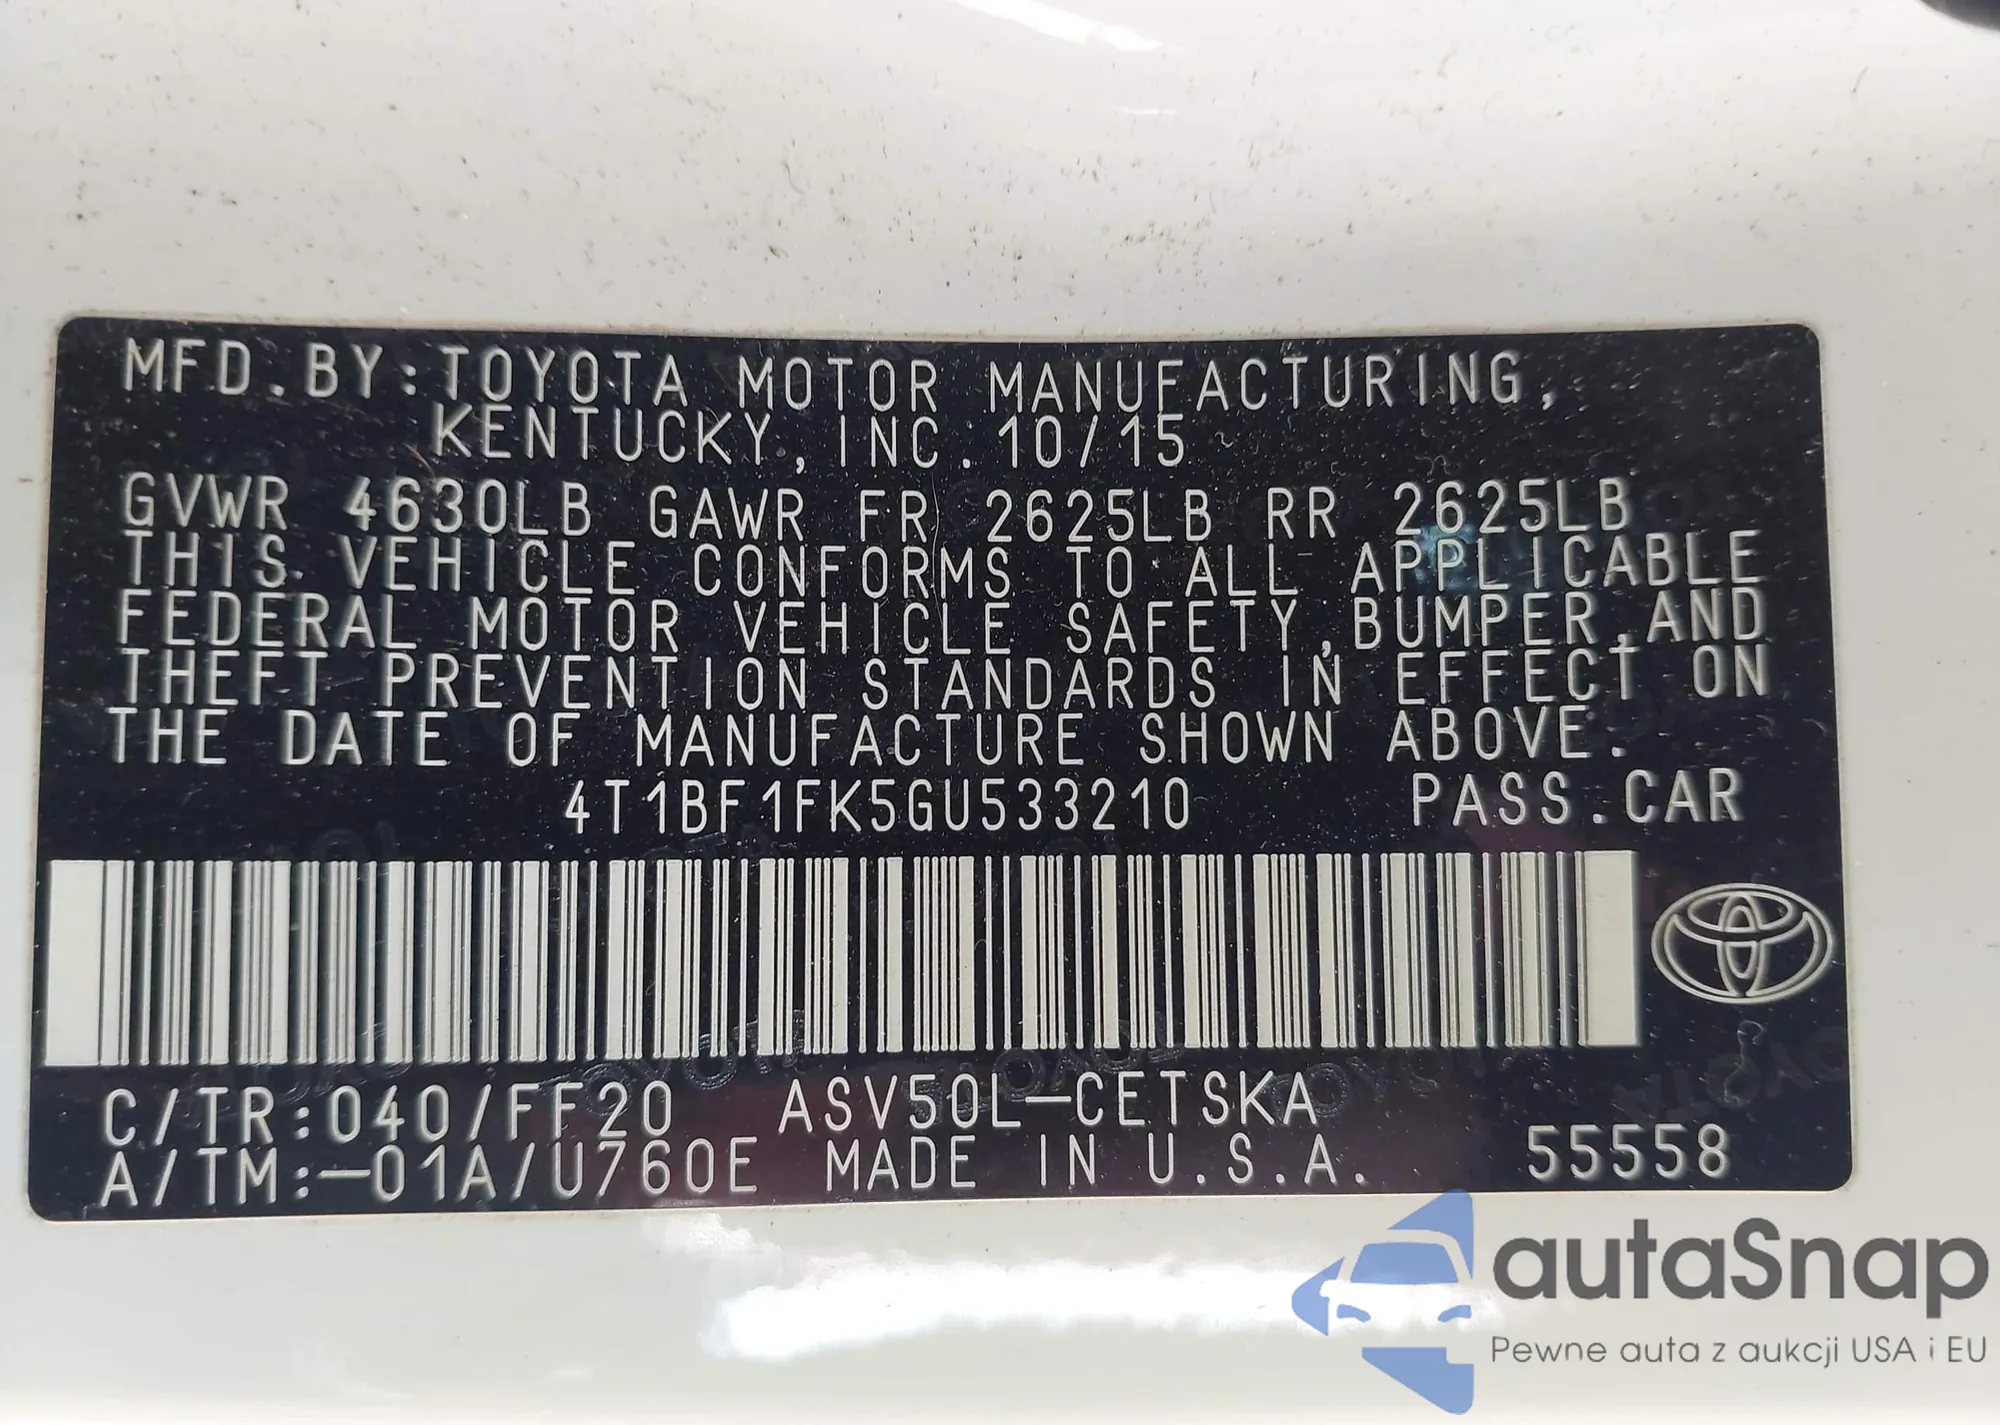 MFD.BY:TOYOTA MOTOR MANUFACTURING,
KENTUCKY, INC. 10/15
GVWR 4630LB GAWR FR 2625LB RR 2625LB
THIS VEHICLE CONFORMS TO ALL APPLICABLE
FEDERAL MOTOR VEHICLE SAFETY,BUMPER,AND
THEFT PREVENTION STANDARDS IN EFFECT ON
THE DATE OF MANUFACTURE SHOWN ABOVE.
4T1BF1FK5GU533210 PASS.CAR
C/TR:040/FF20 ASV50L-CETSKA
A/TM:-01A/U760E MADE IN U.S.A. 55558
autaSnap
Pewne auta z aukcji USA i EU